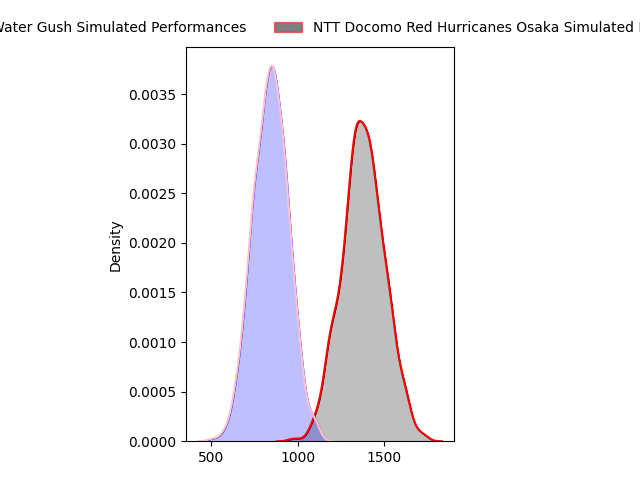 Water Gush Simulated Performances
NTT Docomo Red Hurricanes Osaka Simulated
0.0035
0.0030
0.0025
0.0020
0.0015
0.0010
0.0005
0.0000
Density
500 1000 1500